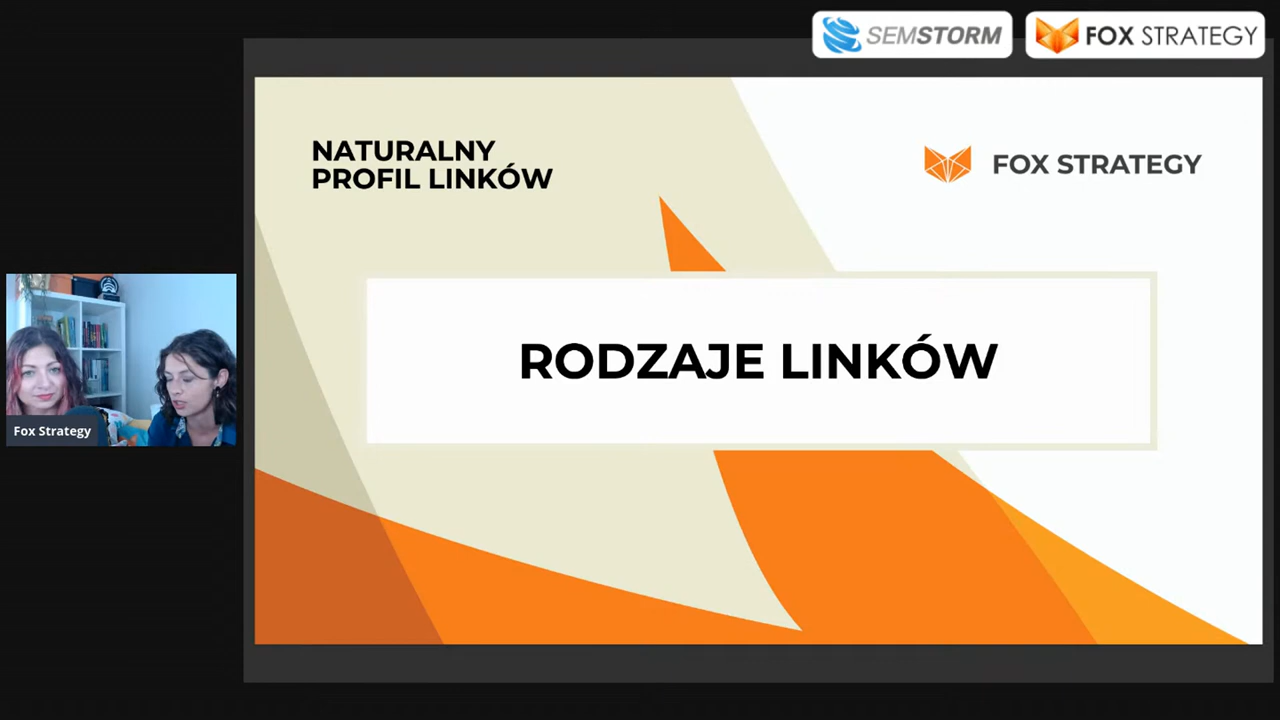 SEMSTORM
FOX STRATEGY
NATURALNY
PROFIL LINKÓW
FOX STRATEGY
RODZAJE LINKÓW
Fox Strategy